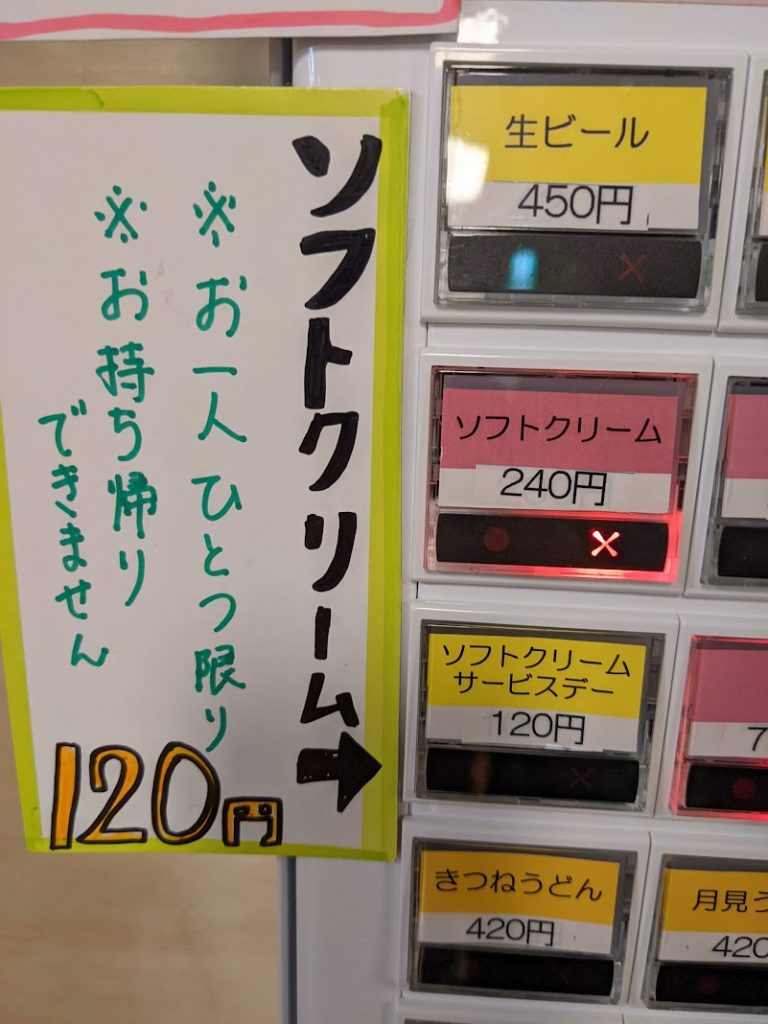 ソフトクリーム→
※お一人ひとつ限り
※お持ち帰り
できません
120円
生ビール
450円
ソフトクリーム
240円
×
ソフトクリーム
サービスデー
120円
7
きつねうどん
420円
月見う
420